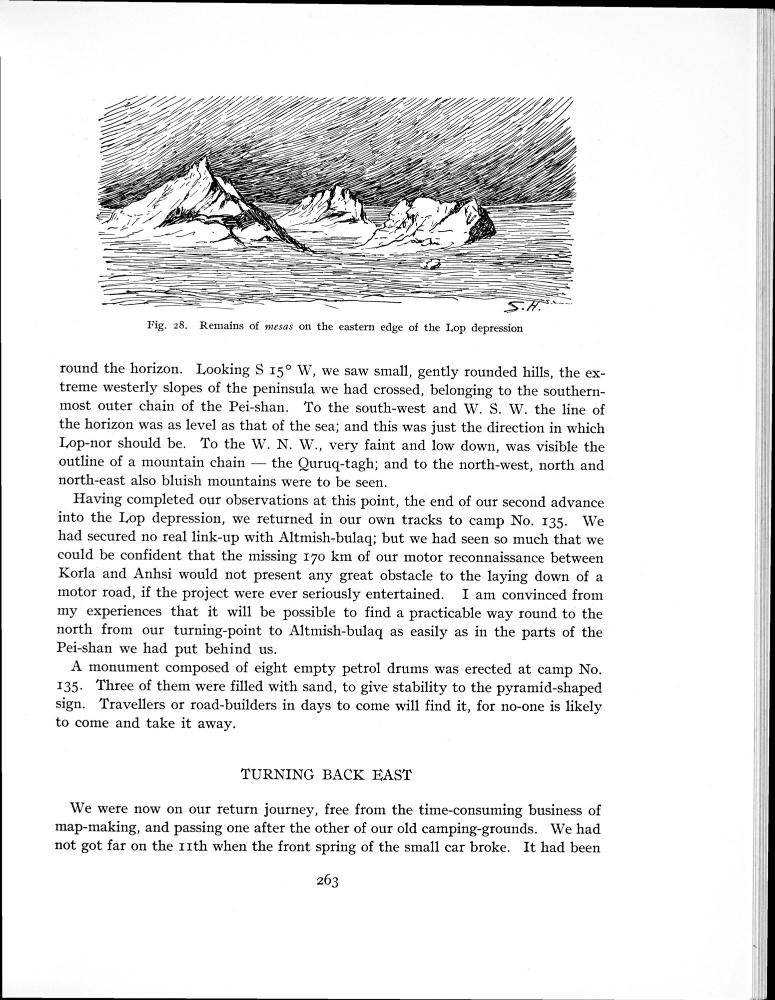 S. H.
Fig. 28. Remains of mesas on the eastern edge of the Lop depression
round the horizon. Looking S 15° W, we saw small, gently rounded hills, the ex-
treme westerly slopes of the peninsula we had crossed, belonging to the southern-
most outer chain of the Pei-shan. To the south-west and W. S. W. the line of
the horizon was as level as that of the sea; and this was just the direction in which
Lop-nor should be. To the W. N. W., very faint and low down, was visible the
outline of a mountain chain — the Quruq-tagh; and to the north-west, north and
north-east also bluish mountains were to be seen.
Having completed our observations at this point, the end of our second advance
into the Lop depression, we returned in our own tracks to camp No. 135. We
had secured no real link-up with Altmish-bulaq; but we had seen so much that we
could be confident that the missing 170 km of our motor reconnaissance between
Korla and Anhsi would not present any great obstacle to the laying down of a
motor road, if the project were ever seriously entertained. I am convinced from
my experiences that it will be possible to find a practicable way round to the
north from our turning-point to Altmish-bulaq as easily as in the parts of the
Pei-shan we had put behind us.
A monument composed of eight empty petrol drums was erected at camp No.
135. Three of them were filled with sand, to give stability to the pyramid-shaped
sign. Travellers or road-builders in days to come will find it, for no-one is likely
to come and take it away.
TURNING BACK EAST
We were now on our return journey, free from the time-consuming business of
map-making, and passing one after the other of our old camping-grounds. We had
not got far on the 11th when the front spring of the small car broke. It had been
263